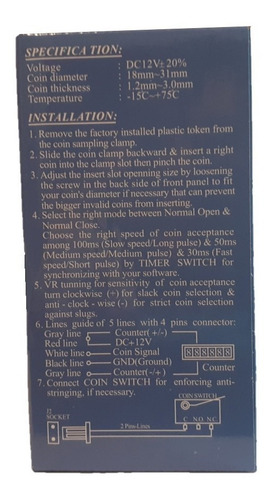 SPECIFICATION:
Voltage : DC12V± 20%
Coin diameter : 18mm~31mm
Coin thickness : 1.2mm~3.0mm
Temperature : -15℃~+75℃
INSTALLATION:
1. Remove the factory installed plastic token from
the coin sampling clamp.
2. Slide the coin clamp backward & insert a right
coin into the clamp slot then pinch the coin.
3. Adjust the insert slot openning size by loosening
the screw in the back side of front panel to fit
your coin's diameter if necessary that can prevent
the bigger invalid coins from inserting.
4. Select the right mode between Normal Open &
Normal Close.
Choose the right speed of coin acceptance
among 100ms (Slow speed/Long pulse) & 50ms
(Medium speed/Medium pulse) & 30ms (Fast
speed/Short pulse) by TIMER SWITCH for
synchronizing with your software.
5. VR tunning for sensitivity of coin acceptance
turn clockwise (+) for slack coin selection &
anti - clock - wise (-) for strict coin selection
against slugs.
6. Lines guide of 5 lines with 4 pins connector:
Gray line Counter(+/-)
Red line DC+12V
White line Coin Signal
Black line GND(Ground)
Gray line Counter(-/+)
Counter
7. Connect COIN SWITCH for enforcing anti-
stringing, if necessary.
COIN SWITCH
J2
SOCKET
C NO NC
2 Pins-Lines